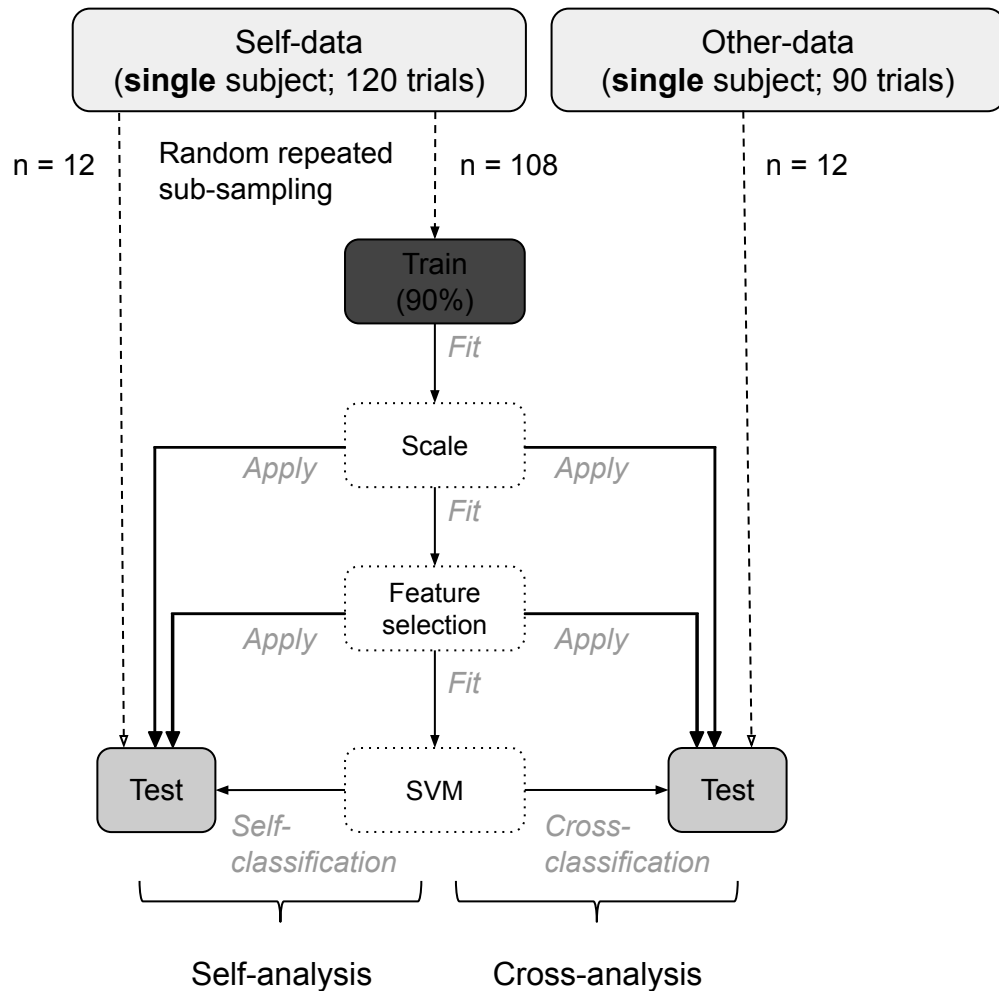 Self-data
(single subject; 120 trials)
Other-data
(single subject; 90 trials)
n = 12
Random repeated
sub-sampling
n = 108
n = 12
Train
(90%)
Fit
Scale
Apply
Apply
Fit
Feature
selection
Apply
Apply
Fit
Test
SVM
Test
Self-
classification
Cross-
classification
Self-analysis
Cross-analysis